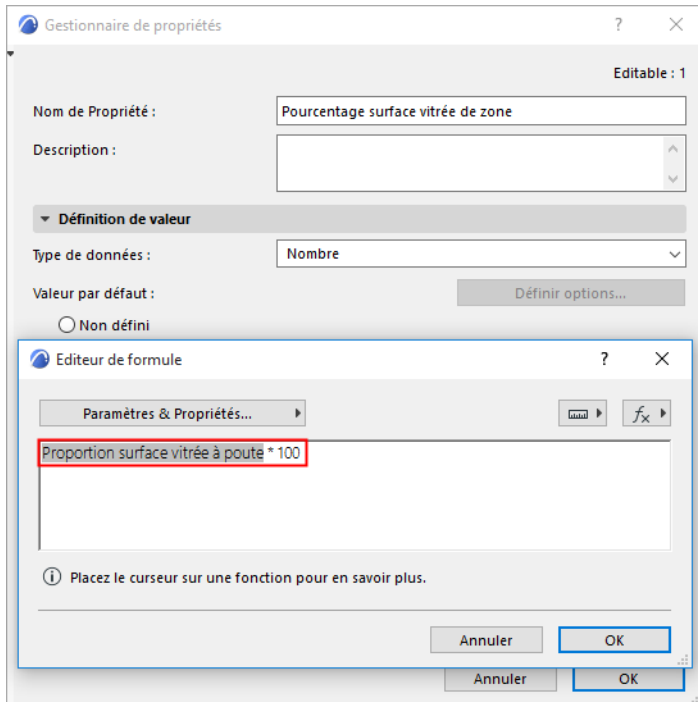 Gestionnaire de propriétés ?
Editable : 1
Nom de Propriété : Pourcentage surface vitrée de zone
Description :
Définition de valeur
Type de données : Nombre
Valeur par défaut : Définir options...
Non défini
Editeur de formule ?
Paramètres & Propriétés... fx
Proportion surface vitrée à poute * 100
Placez le curseur sur une fonction pour en savoir plus.
Annuler OK
Annuler OK